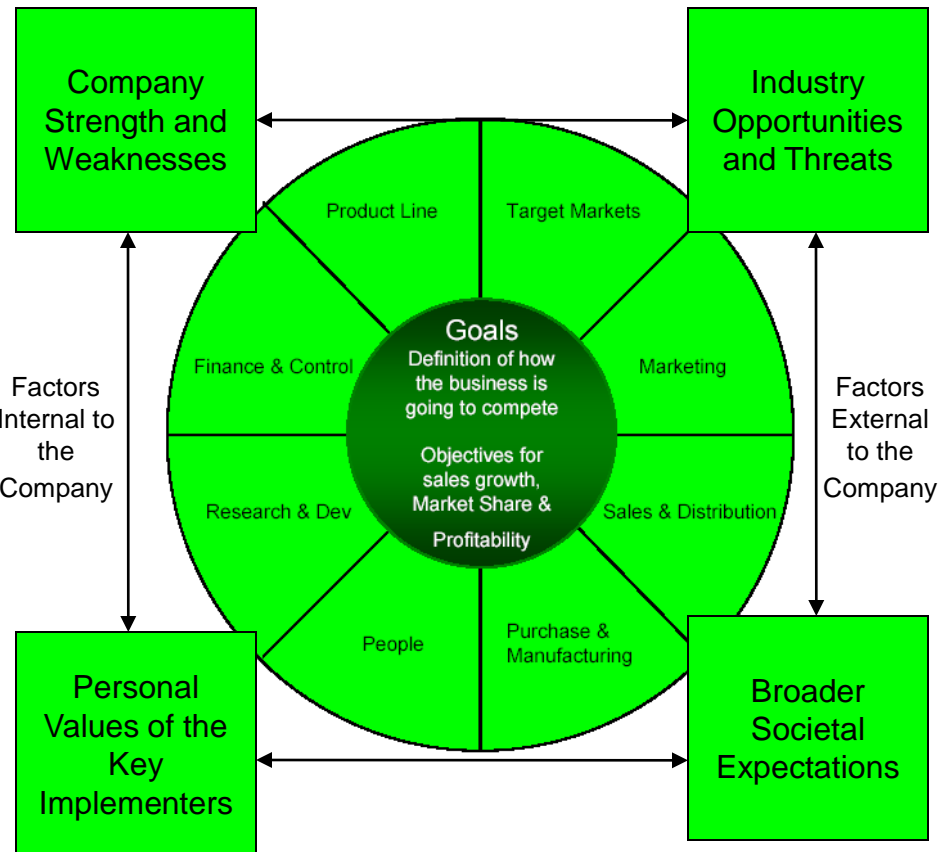 Company
Strength and
Weaknesses
Industry
Opportunities
and Threats
Product Line
Target Markets
Finance & Control
Marketing
Goals
Definition of how
the business is
going to compete
Objectives for
sales growth,
Market Share &
Profitability
Factors
Internal to
the
Company
Factors
External
to the
Company
Research & Dev
Sales & Distribution
People
Purchase &
Manufacturing
Personal
Values of the
Key
Implementers
Broader
Societal
Expectations